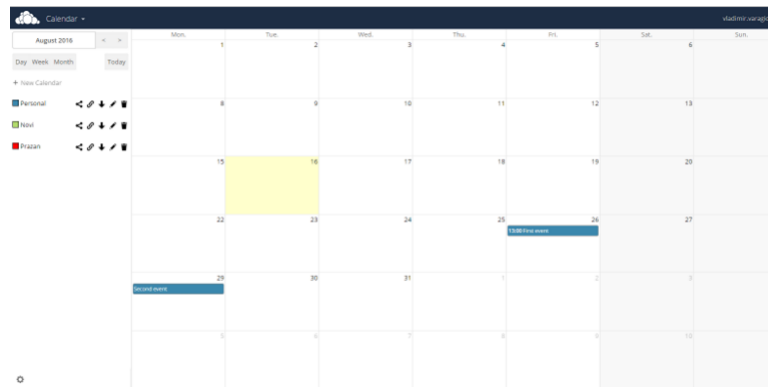 Calendar
vladimir.varagic
August 2016 < >
Day Week Month Today
+ New Calendar
Personal
Navi
Prazan
Mon. Tue. Wed. Thu. Fri. Sat. Sun.
1 2 3 4 5 6
8 9 10 11 12 13
15 16 17 18 19 20
22 23 24 25 26 27
13:00 First event
29 30 31 1 2 3
Second event
5 6 7 8 9 10